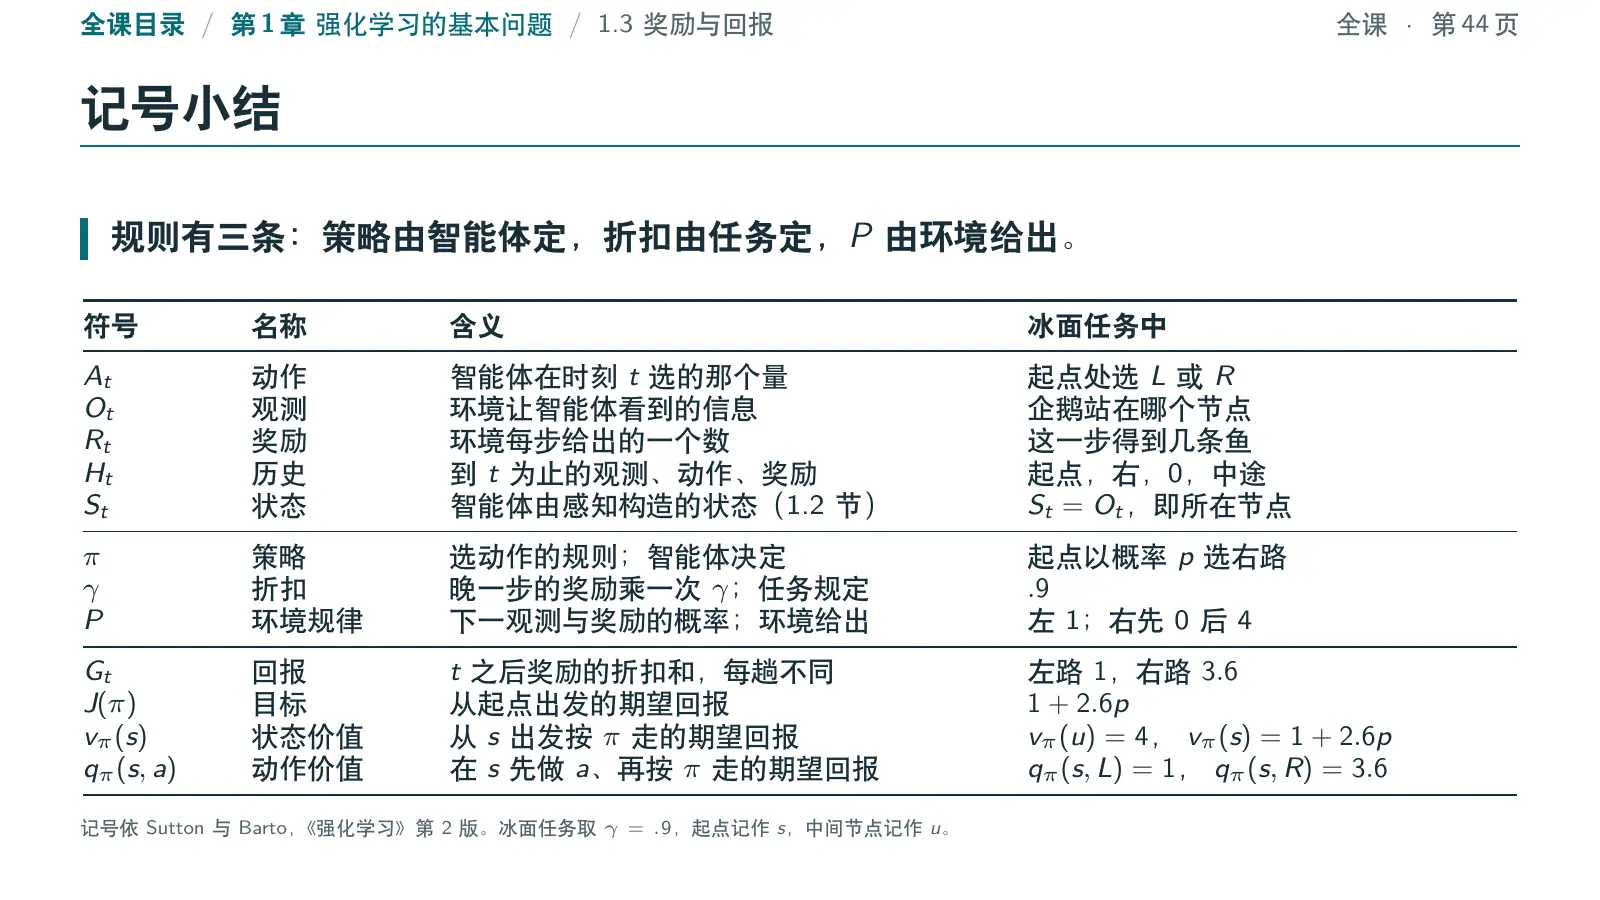 全课目录 / 第 1 章 强化学习的基本问题 / 1.3 奖励与回报 全课 · 第 44 页
记号小结
规则有三条：策略由智能体定，折扣由任务定，P 由环境给出。
符号 名称 含义 冰面任务中
A_t 动作 智能体在时刻 t 选的那个量 起点处选 L 或 R
O_t 观测 环境让智能体看到的信息 企鹅站在哪个节点
R_t 奖励 环境每步给出的一个数 这一步得到几条鱼
H_t 历史 到 t 为止的观测、动作、奖励 起点，右，0，中途
S_t 状态 智能体由感知构造的状态（1.2 节） S_t = O_t，即所在节点
π 策略 选动作的规则；智能体决定 起点以概率 p 选右路
γ 折扣 晚一步的奖励乘一次 γ；任务规定 .9
P 环境规律 下一观测与奖励的概率；环境给出 左 1；右先 0 后 4
G_t 回报 t 之后奖励的折扣和，每趟不同 左路 1，右路 3.6
J(π) 目标 从起点出发的期望回报 1 + 2.6p
v_π(s) 状态价值 从 s 出发按 π 走的期望回报 v_π(u) = 4， v_π(s) = 1 + 2.6p
q_π(s, a) 动作价值 在 s 先做 a、再按 π 走的期望回报 q_π(s, L) = 1， q_π(s, R) = 3.6
记号依 Sutton 与 Barto，《强化学习》第 2 版。冰面任务取 γ = .9，起点记作 s，中间节点记作 u。